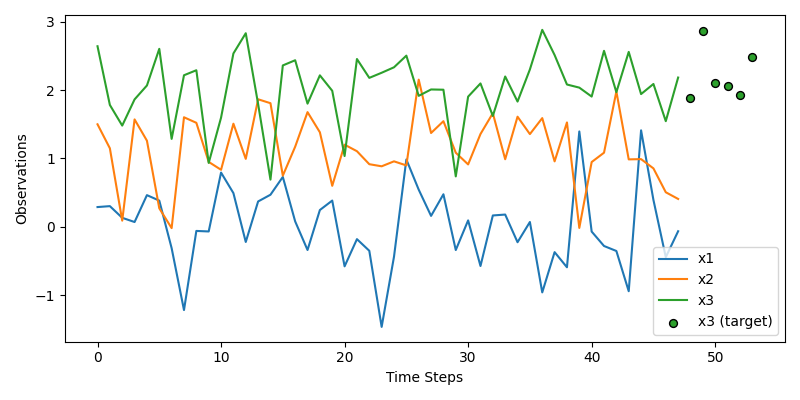 3
2
1
0
−1
Observations
0
10
20
30
40
50
Time Steps
x1
x2
x3
x3 (target)